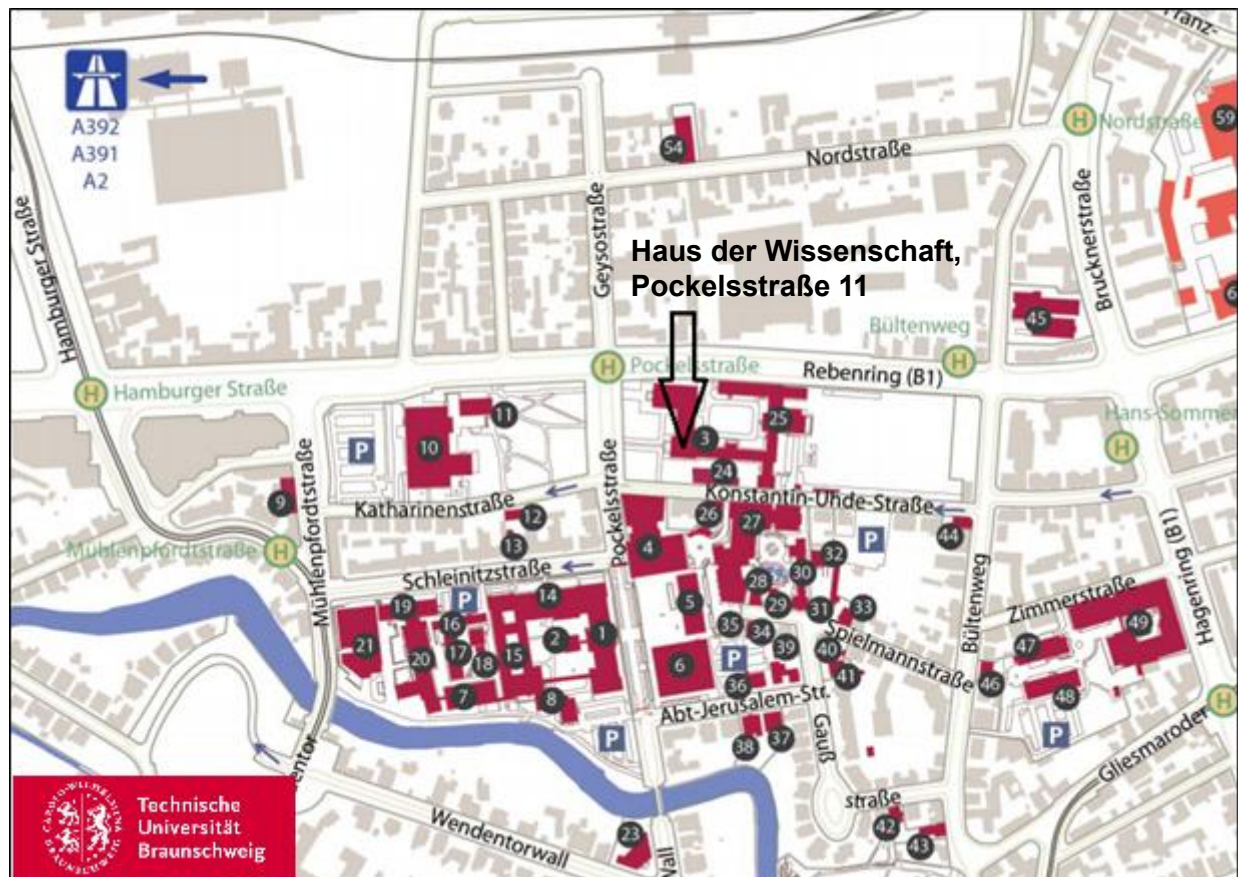 A392
A391
A2
Franz-
Nordstraße
59
54
Nordstraße
Hamburger Straße
Geysostraße
Brucknerstraße
Haus der Wissenschaft,
Pockelsstraße 11
45
6
Bültenweg
Pockelsstraße
Rebenring (B1)
Hamburger Straße
Hans-Sommer
11
10
P
3
25
24
Pockelsstraße
Konstantin-Uhde-Straße
Katharinenstraße
9
12
13
26
27
44
P
Mühlenpfordtstraße
Mühlenpfordtstraße
4
32
30
28
Schleinitzstraße
Bültenweg
Hagenring (B1)
Zimmerstraße
14
P
19
16
5
29
31
33
Spielmannstraße
49
21
20
17
18
15
2
1
35
34
39
40
47
6
P
41
46
48
7
8
36
Abt-Jerusalem-Str.
P
38
37
Gauß
P
Gliesmaroder
entor
straße
Wendentorwall
23
42
43
Wall
CAROLO-WILHELMINA
BRAUNSCHWEIG
Technische
Universität
Braunschweig
H
H
H
H
H
H
H